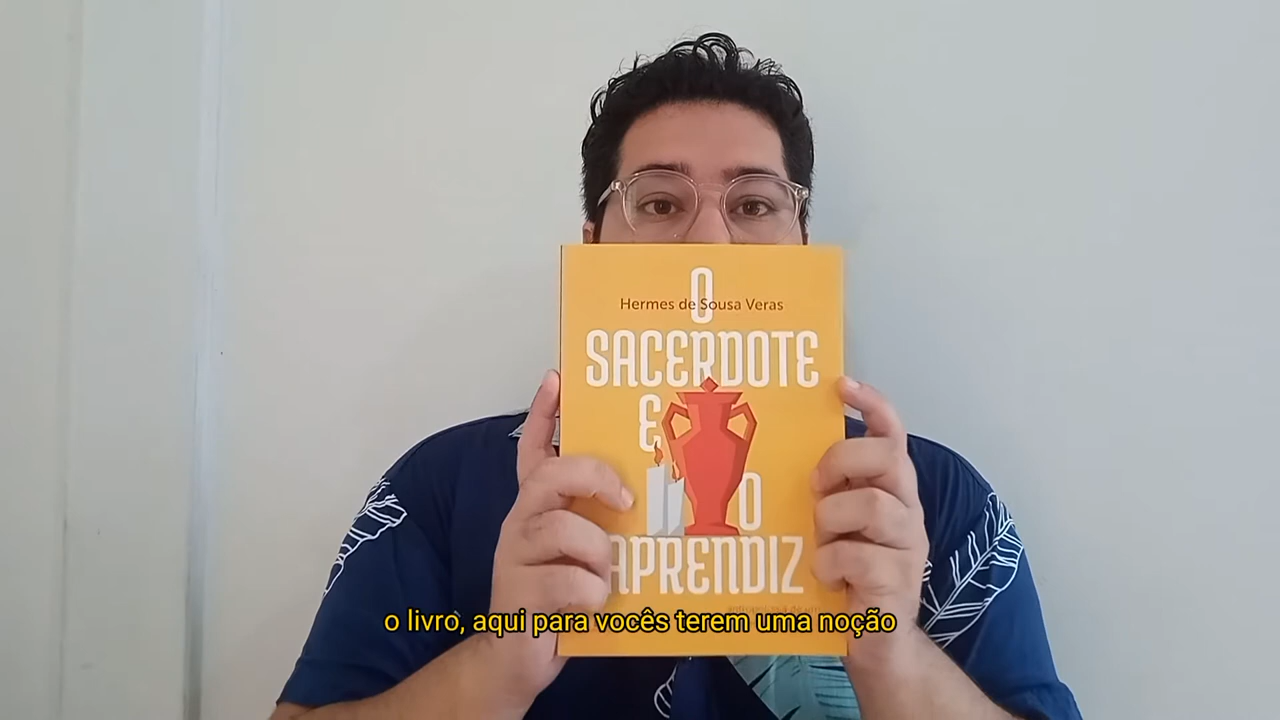 O
Hermes de Sousa Veras
SACERDOTE
E
O
APRENDIZ
o livro, aqui para vocês terem uma noção